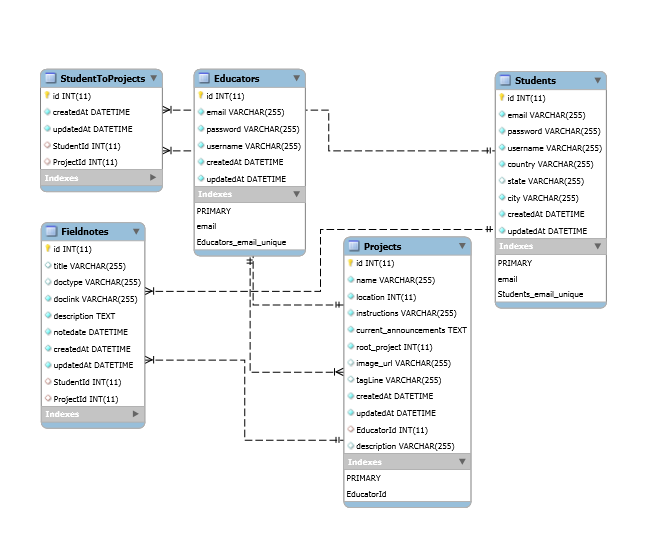 StudentToProjects
id INT(11)
createdAt DATETIME
updatedAt DATETIME
StudentId INT(11)
ProjectId INT(11)
Indexes
Educators
id INT(11)
email VARCHAR(255)
password VARCHAR(255)
username VARCHAR(255)
createdAt DATETIME
updatedAt DATETIME
Indexes
PRIMARY
email
Educators_email_unique
Students
id INT(11)
email VARCHAR(255)
password VARCHAR(255)
username VARCHAR(255)
country VARCHAR(255)
state VARCHAR(255)
city VARCHAR(255)
createdAt DATETIME
updatedAt DATETIME
Indexes
PRIMARY
email
Students_email_unique
Fieldnotes
id INT(11)
title VARCHAR(255)
doctype VARCHAR(255)
doclink VARCHAR(255)
description TEXT
notedate DATETIME
createdAt DATETIME
updatedAt DATETIME
StudentId INT(11)
ProjectId INT(11)
Indexes
Projects
id INT(11)
name VARCHAR(255)
location INT(11)
instructions VARCHAR(255)
current_announcements TEXT
root_project INT(11)
image_url VARCHAR(255)
tagLine VARCHAR(255)
createdAt DATETIME
updatedAt DATETIME
EducatorId INT(11)
description VARCHAR(255)
Indexes
PRIMARY
EducatorId